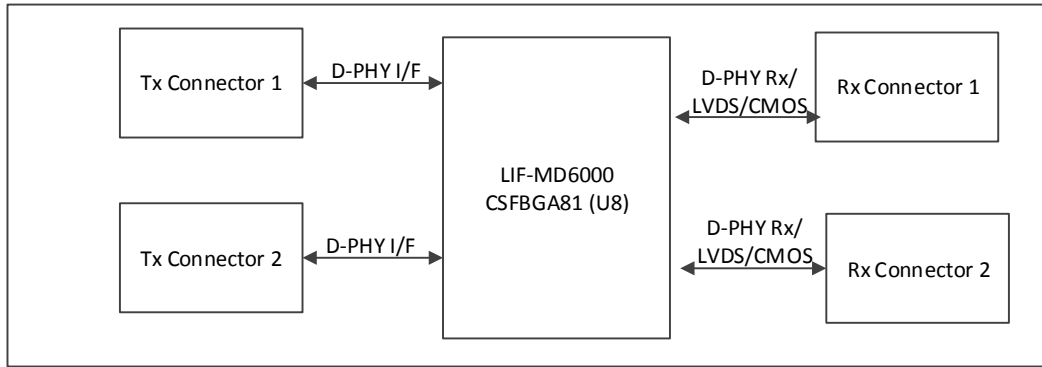 Tx Connector 1
D-PHY I/F
D-PHY Rx/
LVDS/CMOS
Rx Connector 1
LIF-MD6000
CSFBGA81 (U8)
Tx Connector 2
D-PHY I/F
D-PHY Rx/
LVDS/CMOS
Rx Connector 2